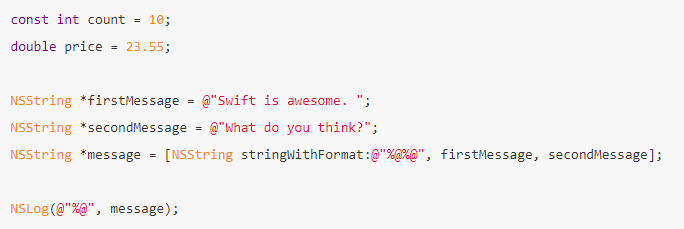 const int count = 10;
double price = 23.55;
NSString *firstMessage = @"Swift is awesome. ";
NSString *secondMessage = @"What do you think?";
NSString *message = [NSString stringWithFormat:@"%@%@", firstMessage, secondMessage];
NSLog(@"%@", message);